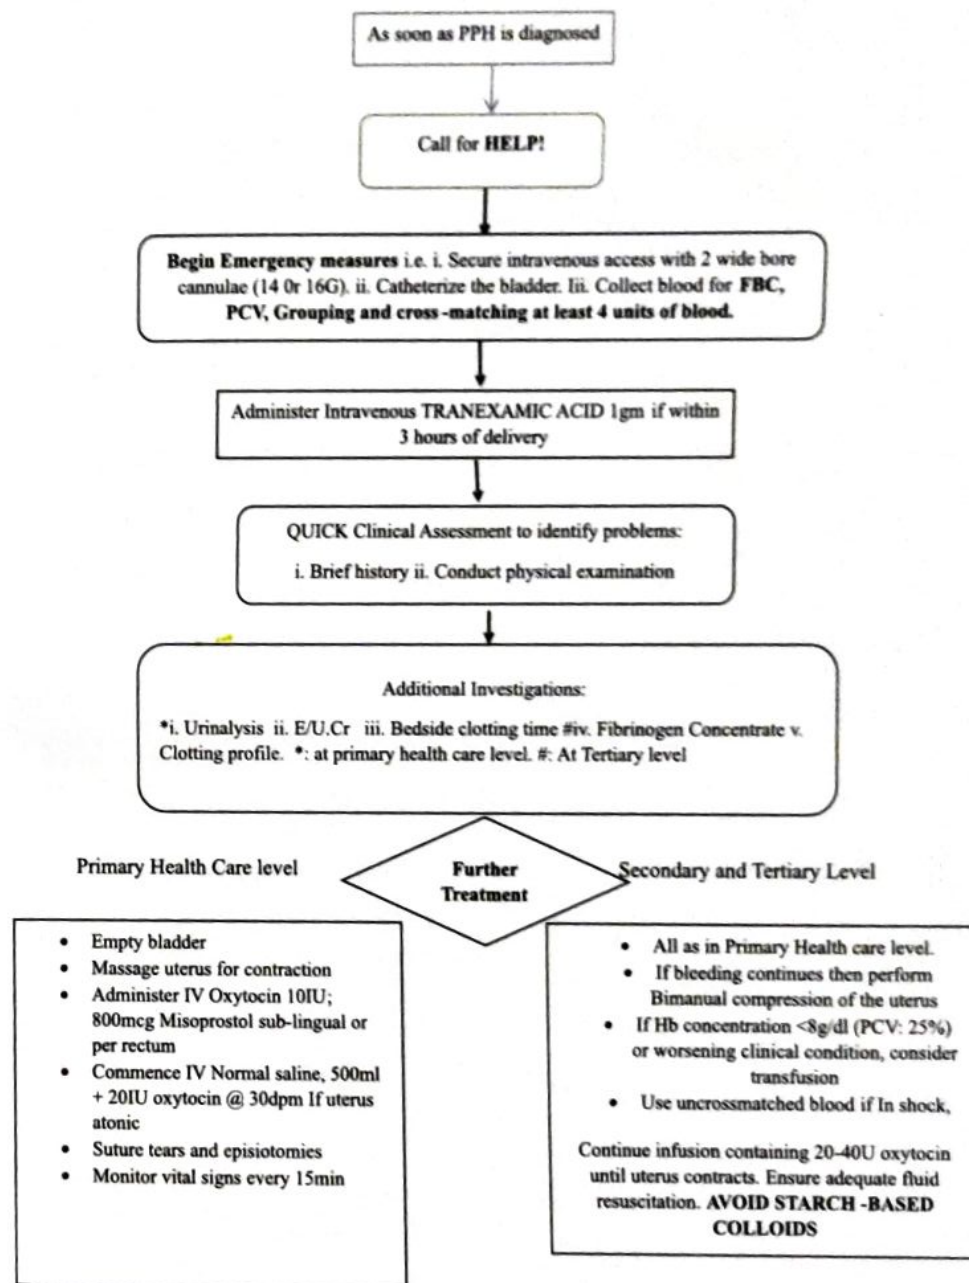 As soon as PPH is diagnosed
Call for HELP!
Begin Emergency measures i.e. i. Secure intravenous access with 2 wide bore
cannulae (14 0r 16G). ii. Catheterize the bladder. Iii. Collect blood for FBC,
PCV, Grouping and cross-matching at least 4 units of blood.
Administer Intravenous TRANEXAMIC ACID 1gm if within
3 hours of delivery
QUICK Clinical Assessment to identify problems:
i. Brief history ii. Conduct physical examination
Additional Investigations:
*i. Urinalysis ii. E/U.Cr iii. Bedside clotting time #iv. Fibrinogen Concentrate v.
Clotting profile. *: at primary health care level. #: At Tertiary level
Further
Treatment
Primary Health Care level
• Empty bladder
• Massage uterus for contraction
• Administer IV Oxytocin 10IU;
800mcg Misoprostol sub-lingual or
per rectum
• Commence IV Normal saline, 500ml
+ 20IU oxytocin @ 30dpm If uterus
atonic
• Suture tears and episiotomies
• Monitor vital signs every 15min
Secondary and Tertiary Level
• All as in Primary Health care level.
• If bleeding continues then perform
Bimanual compression of the uterus
• If Hb concentration <8g/dl (PCV: 25%)
or worsening clinical condition, consider
transfusion
• Use uncrossmatched blood if In shock,
Continue infusion containing 20-40U oxytocin
until uterus contracts. Ensure adequate fluid
resuscitation. AVOID STARCH -BASED
COLLOIDS